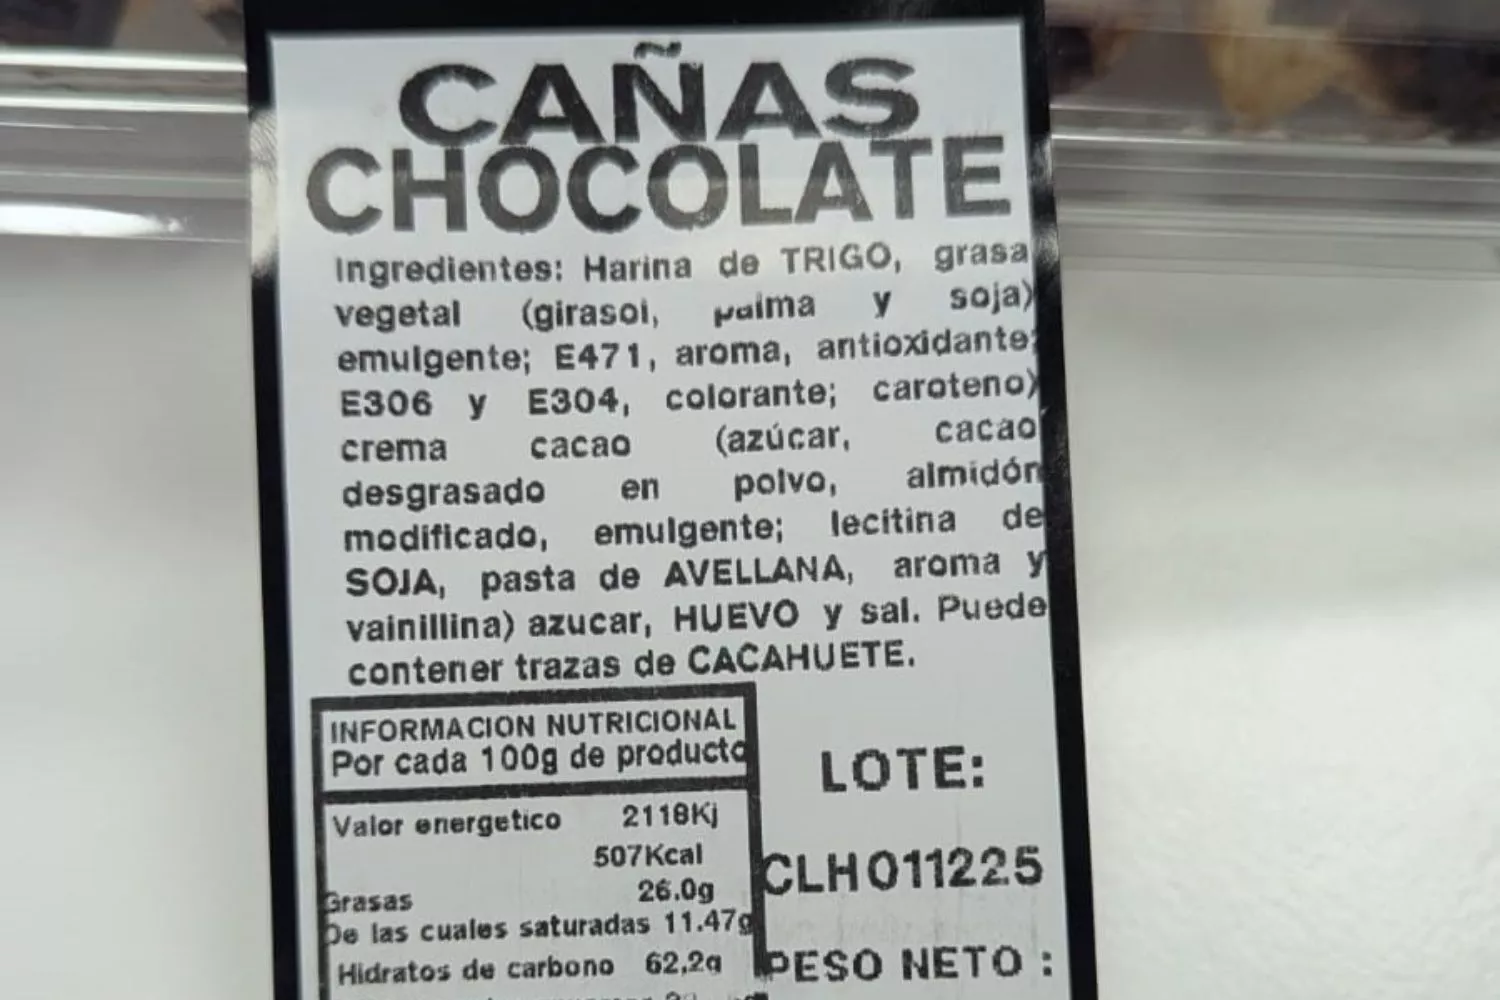 CAÑAS
CHOCOLATE
Ingredientes: Harina de TRIGO, grasa
vegetal (girasol, palma y soja)
emulgente; E471, aroma, antioxidante;
E306 y E304, colorante; caroteno)
crema cacao (azúcar, cacao
desgrasado en polvo, almidón
modificado, emulgente; lecitina de
SOJA, pasta de AVELLANA, aroma y
vainillina) azucar, HUEVO y sal. Puede
contener trazas de CACAHUETE.
INFORMACION NUTRICIONAL
Por cada 100g de producto
Valor energetico 2118Kj
507Kcal
Grasas 26.0g
De las cuales saturadas 11.47g
Hidratos de carbono 62,2g
LOTE:
CLH011225
PESO NETO :